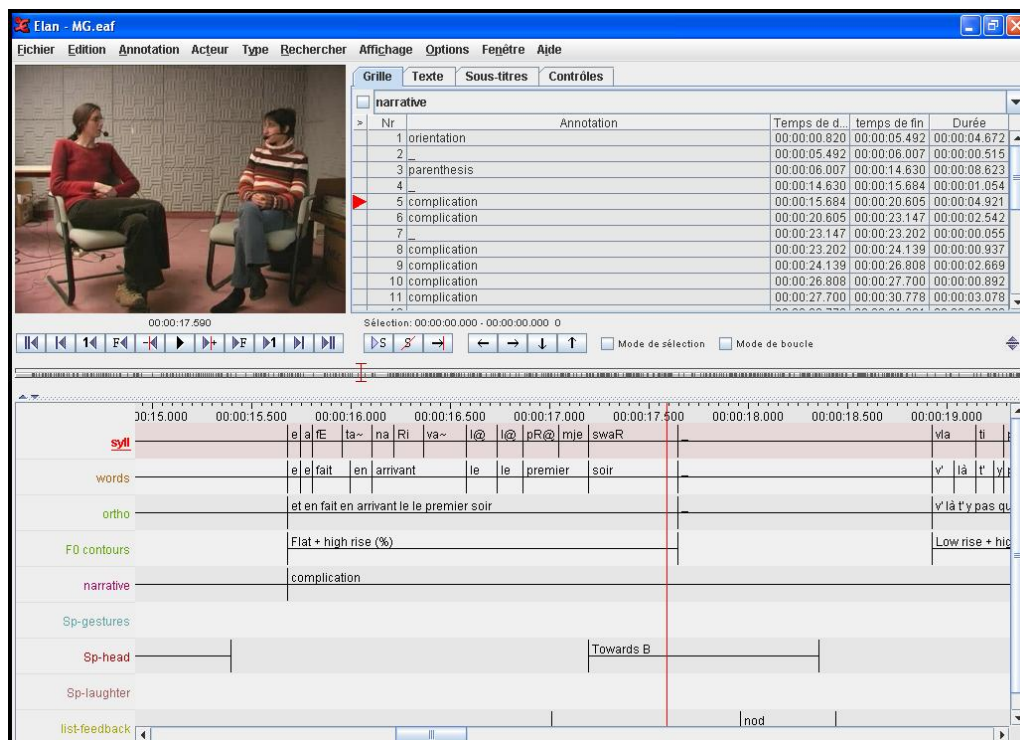 Elan - MG.eaf
Fichier Edition Annotation Acteur Type Rechercher Affichage Options Fenêtre Aide
Grille Texte Sous-titres Contrôles
narrative
> Nr Annotation Temps de d... temps de fin Durée
1 orientation 00:00:00.820 00:00:05.492 00:00:04.672
2 _ 00:00:05.492 00:00:06.007 00:00:00.515
3 parenthesis 00:00:06.007 00:00:14.630 00:00:08.623
4 _ 00:00:14.630 00:00:15.684 00:00:01.054
5 complication 00:00:15.684 00:00:20.605 00:00:04.921
6 complication 00:00:20.605 00:00:23.147 00:00:02.542
7 _ 00:00:23.147 00:00:23.202 00:00:00.055
8 complication 00:00:23.202 00:00:24.139 00:00:00.937
9 complication 00:00:24.139 00:00:26.808 00:00:02.669
10 complication 00:00:26.808 00:00:27.700 00:00:00.892
11 complication 00:00:27.700 00:00:30.778 00:00:03.078
00:00:17.590
Sélection: 00:00:00.000 - 00:00:00.000 0
1 F F 1 S S Mode de sélection Mode de boucle
00:15.000 00:00:15.500 00:00:16.000 00:00:16.500 00:00:17.000 00:00:17.500 00:00:18.000 00:00:18.500 00:00:19.000
syll e a fE ta~ na Ri va~ l@ l@ pR@ mje swaR _ vla ti
words e e fait en arrivant le le premier soir _ v' là t' y
ortho et en fait en arrivant le le premier soir _ v' là t'y pas qu
F0 contours Flat + high rise (%) Low rise + hig
narrative complication
Sp-gestures
Sp-head Towards B
Sp-laughter
list-feedback nod